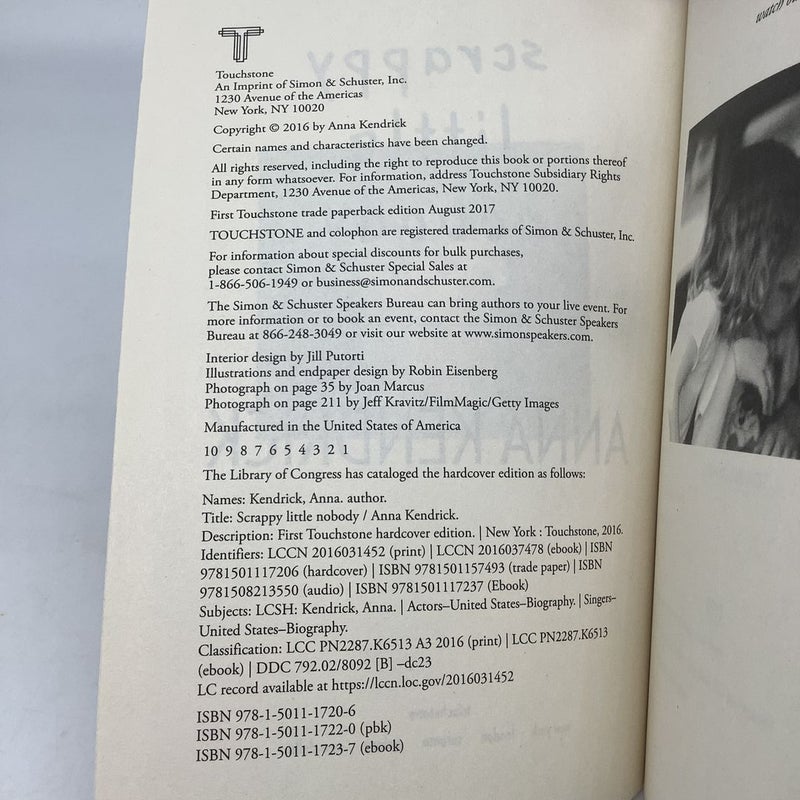 Touchstone
An Imprint of Simon & Schuster, Inc.
1230 Avenue of the Americas
New York, NY 10020
Copyright © 2016 by Anna Kendrick
Certain names and characteristics have been changed.
All rights reserved, including the right to reproduce this book or portions thereof
in any form whatsoever. For information, address Touchstone Subsidiary Rights
Department, 1230 Avenue of the Americas, New York, NY 10020.
First Touchstone trade paperback edition August 2017
TOUCHSTONE and colophon are registered trademarks of Simon & Schuster, Inc.
For information about special discounts for bulk purchases,
please contact Simon & Schuster Special Sales at
1-866-506-1949 or business@simonandschuster.com.
The Simon & Schuster Speakers Bureau can bring authors to your live event. For
more information or to book an event, contact the Simon & Schuster Speakers
Bureau at 866-248-3049 or visit our website at www.simonspeakers.com.
Interior design by Jill Putorti
Illustrations and endpaper design by Robin Eisenberg
Photograph on page 35 by Joan Marcus
Photograph on page 211 by Jeff Kravitz/FilmMagic/Getty Images
Manufactured in the United States of America
10 9 8 7 6 5 4 3 2 1
The Library of Congress has cataloged the hardcover edition as follows:
Names: Kendrick, Anna. author.
Title: Scrappy little nobody / Anna Kendrick.
Description: First Touchstone hardcover edition. | New York : Touchstone, 2016.
Identifiers: LCCN 2016031452 (print) | LCCN 2016037478 (ebook) | ISBN
9781501117206 (hardcover) | ISBN 9781501157493 (trade paper) | ISBN
9781508213550 (audio) | ISBN 9781501117237 (Ebook)
Subjects: LCSH: Kendrick, Anna. | Actors–United States–Biography. | Singers–
United States–Biography.
Classification: LCC PN2287.K6513 A3 2016 (print) | LCC PN2287.K6513
(ebook) | DDC 792.02/8092 [B] –dc23
LC record available at https://lccn.loc.gov/2016031452
ISBN 978-1-5011-1720-6
ISBN 978-1-5011-1722-0 (pbk)
ISBN 978-1-5011-1723-7 (ebook)
scrappy
little
ANNA KENDRICK
watch